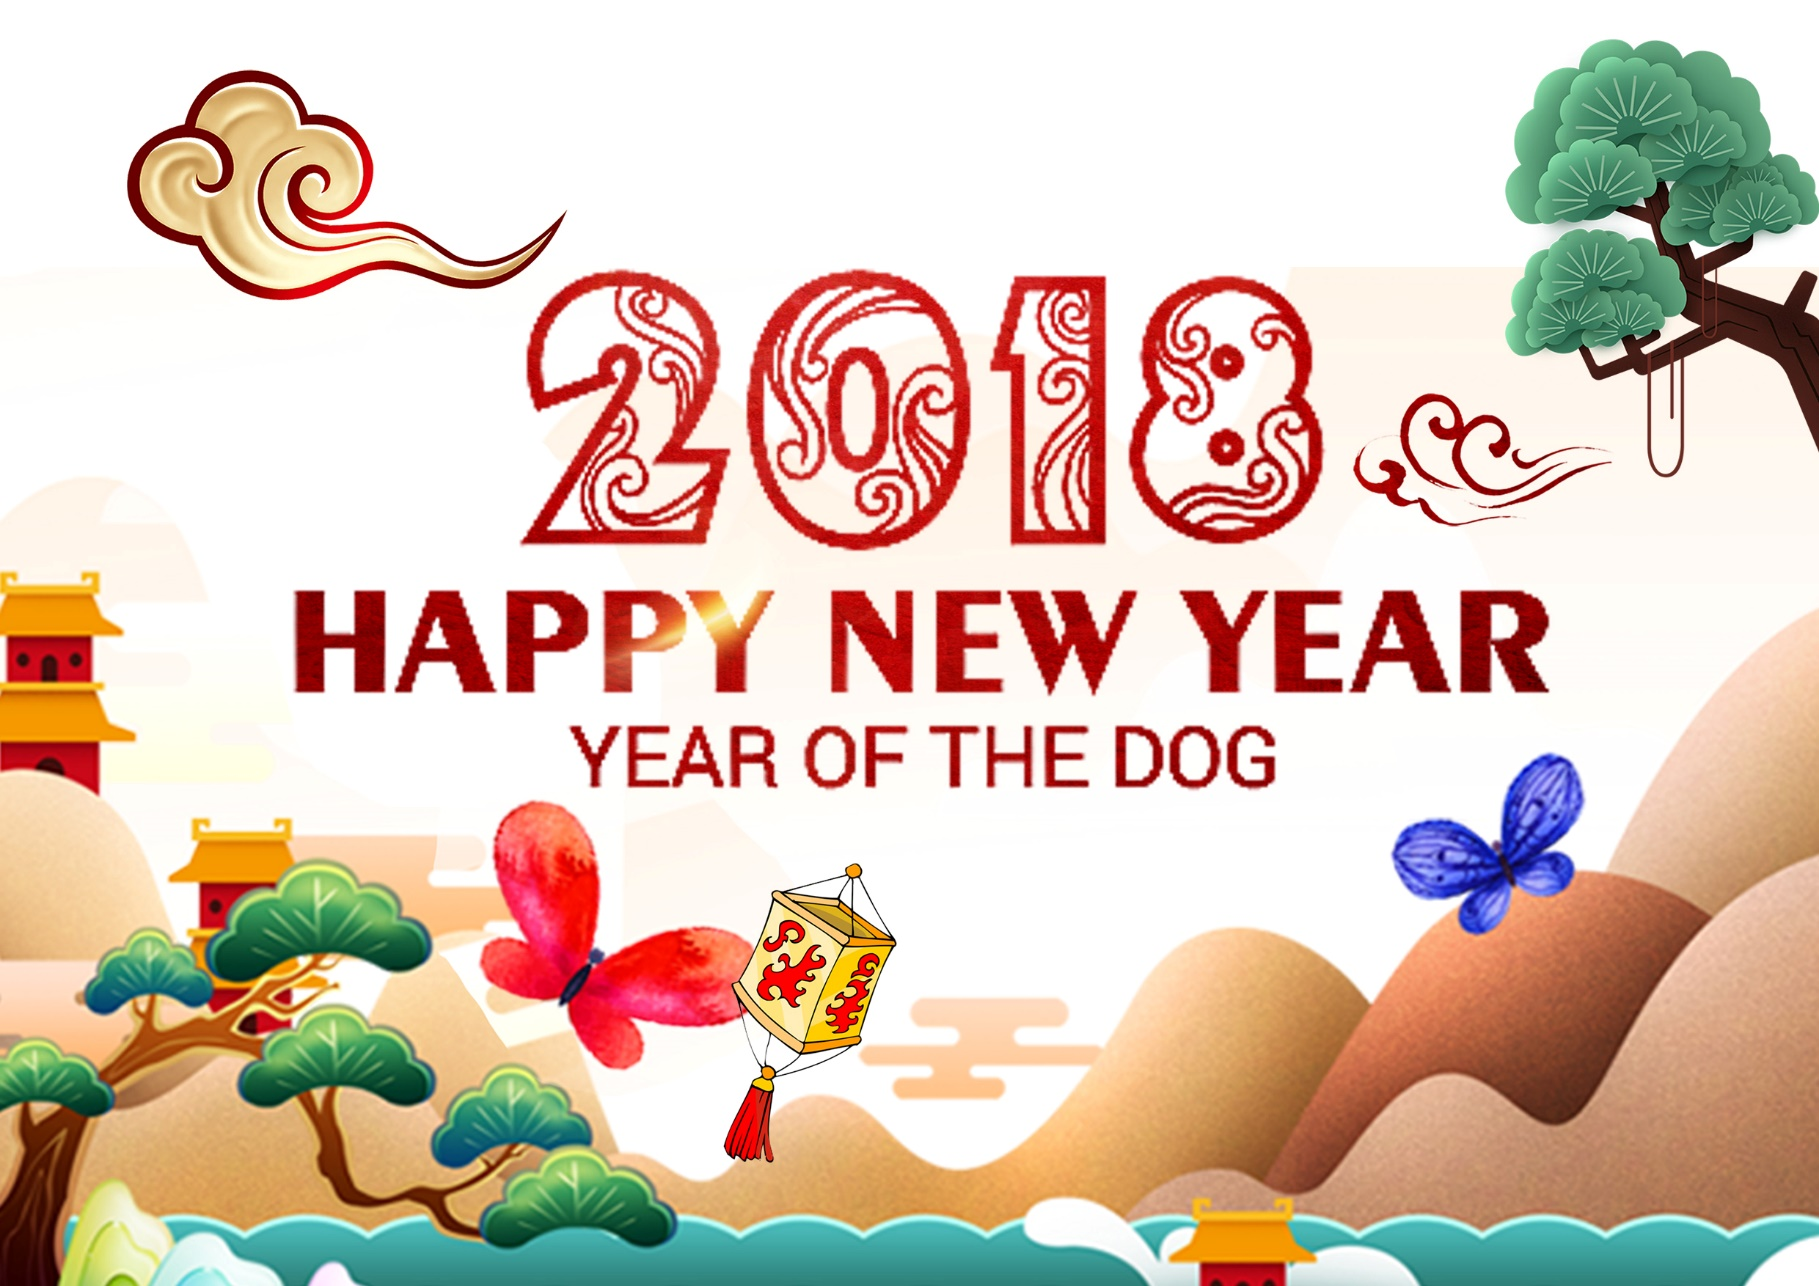 2018
HAPPY NEW YEAR
YEAR OF THE DOG